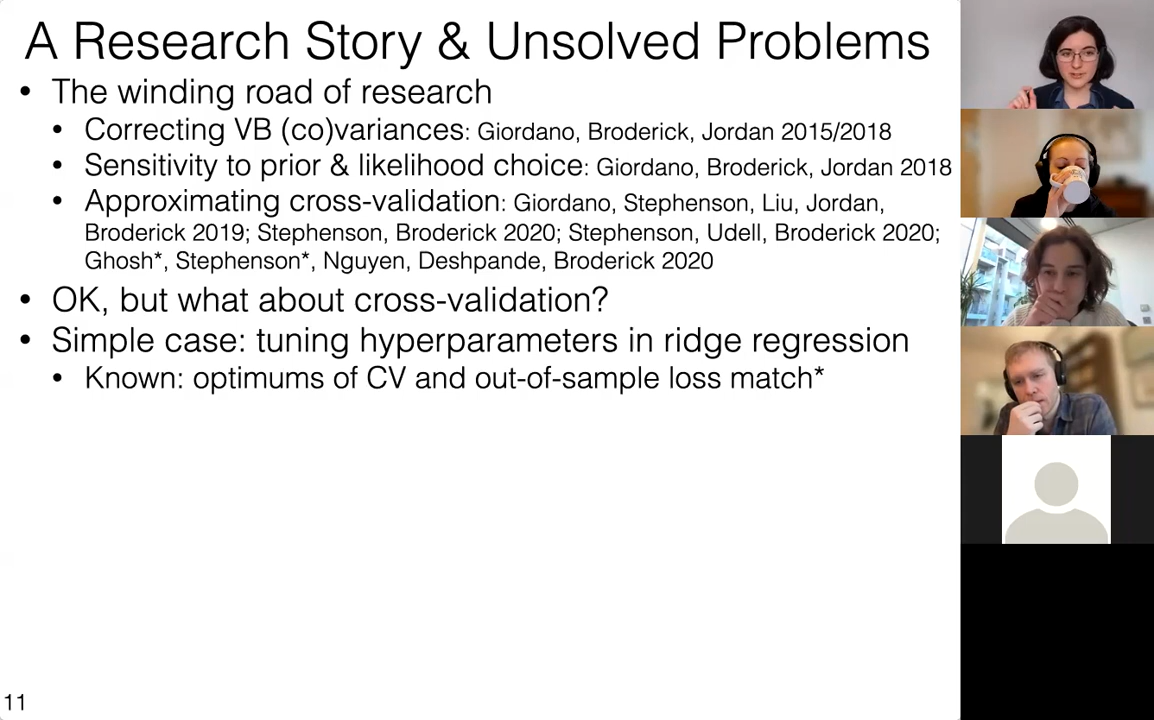 A Research Story & Unsolved Problems
• The winding road of research
• Correcting VB (co)variances: Giordano, Broderick, Jordan 2015/2018
• Sensitivity to prior & likelihood choice: Giordano, Broderick, Jordan 2018
• Approximating cross-validation: Giordano, Stephenson, Liu, Jordan,
Broderick 2019; Stephenson, Broderick 2020; Stephenson, Udell, Broderick 2020;
Ghosh*, Stephenson*, Nguyen, Deshpande, Broderick 2020
• OK, but what about cross-validation?
• Simple case: tuning hyperparameters in ridge regression
• Known: optimums of CV and out-of-sample loss match*
11